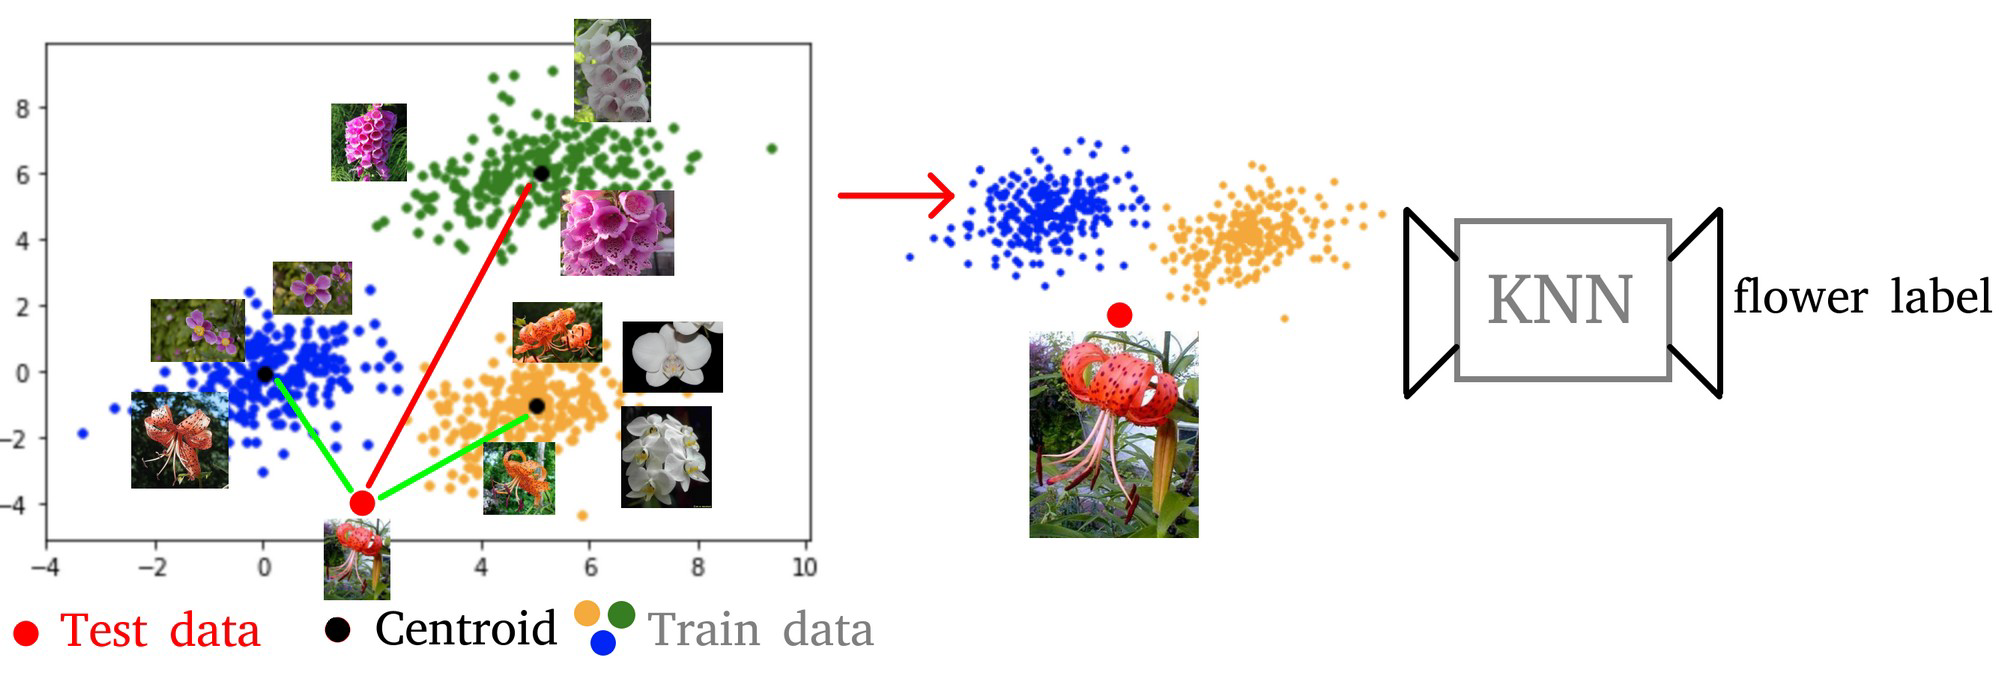 8
6
4
2
0
−2
−4
−4 −2 0 4 6 8 10
Test data Centroid Train data
KNN
flower label